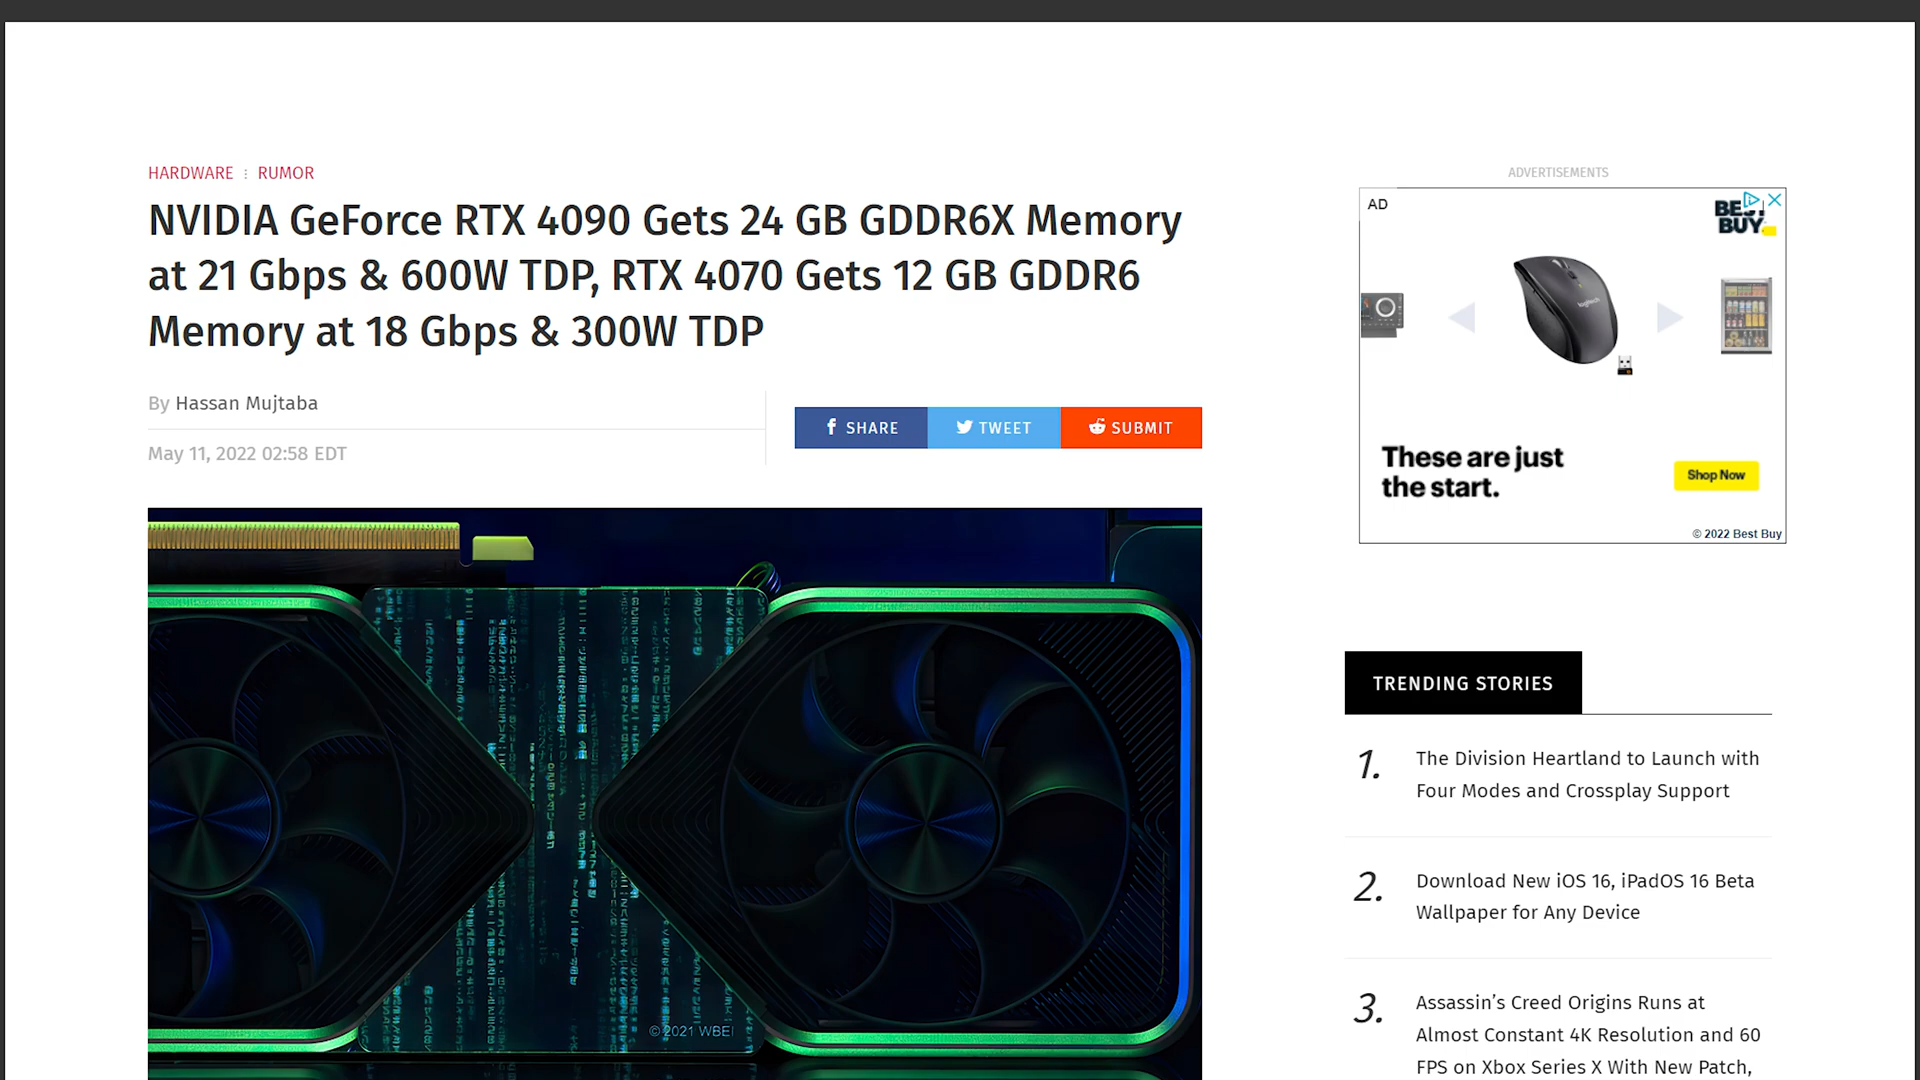 HARDWARE ⋮ RUMOR
NVIDIA GeForce RTX 4090 Gets 24 GB GDDR6X Memory
at 21 Gbps & 600W TDP, RTX 4070 Gets 12 GB GDDR6
Memory at 18 Gbps & 300W TDP
By Hassan Mujtaba
May 11, 2022 02:58 EDT
SHARE
TWEET
SUBMIT
© 2021 WBEI
ADVERTISEMENTS
AD
BEST
BUY
logitech
These are just
the start.
Shop Now
© 2022 Best Buy
TRENDING STORIES
1. The Division Heartland to Launch with
Four Modes and Crossplay Support
2. Download New iOS 16, iPadOS 16 Beta
Wallpaper for Any Device
3. Assassin’s Creed Origins Runs at
Almost Constant 4K Resolution and 60
FPS on Xbox Series X With New Patch,